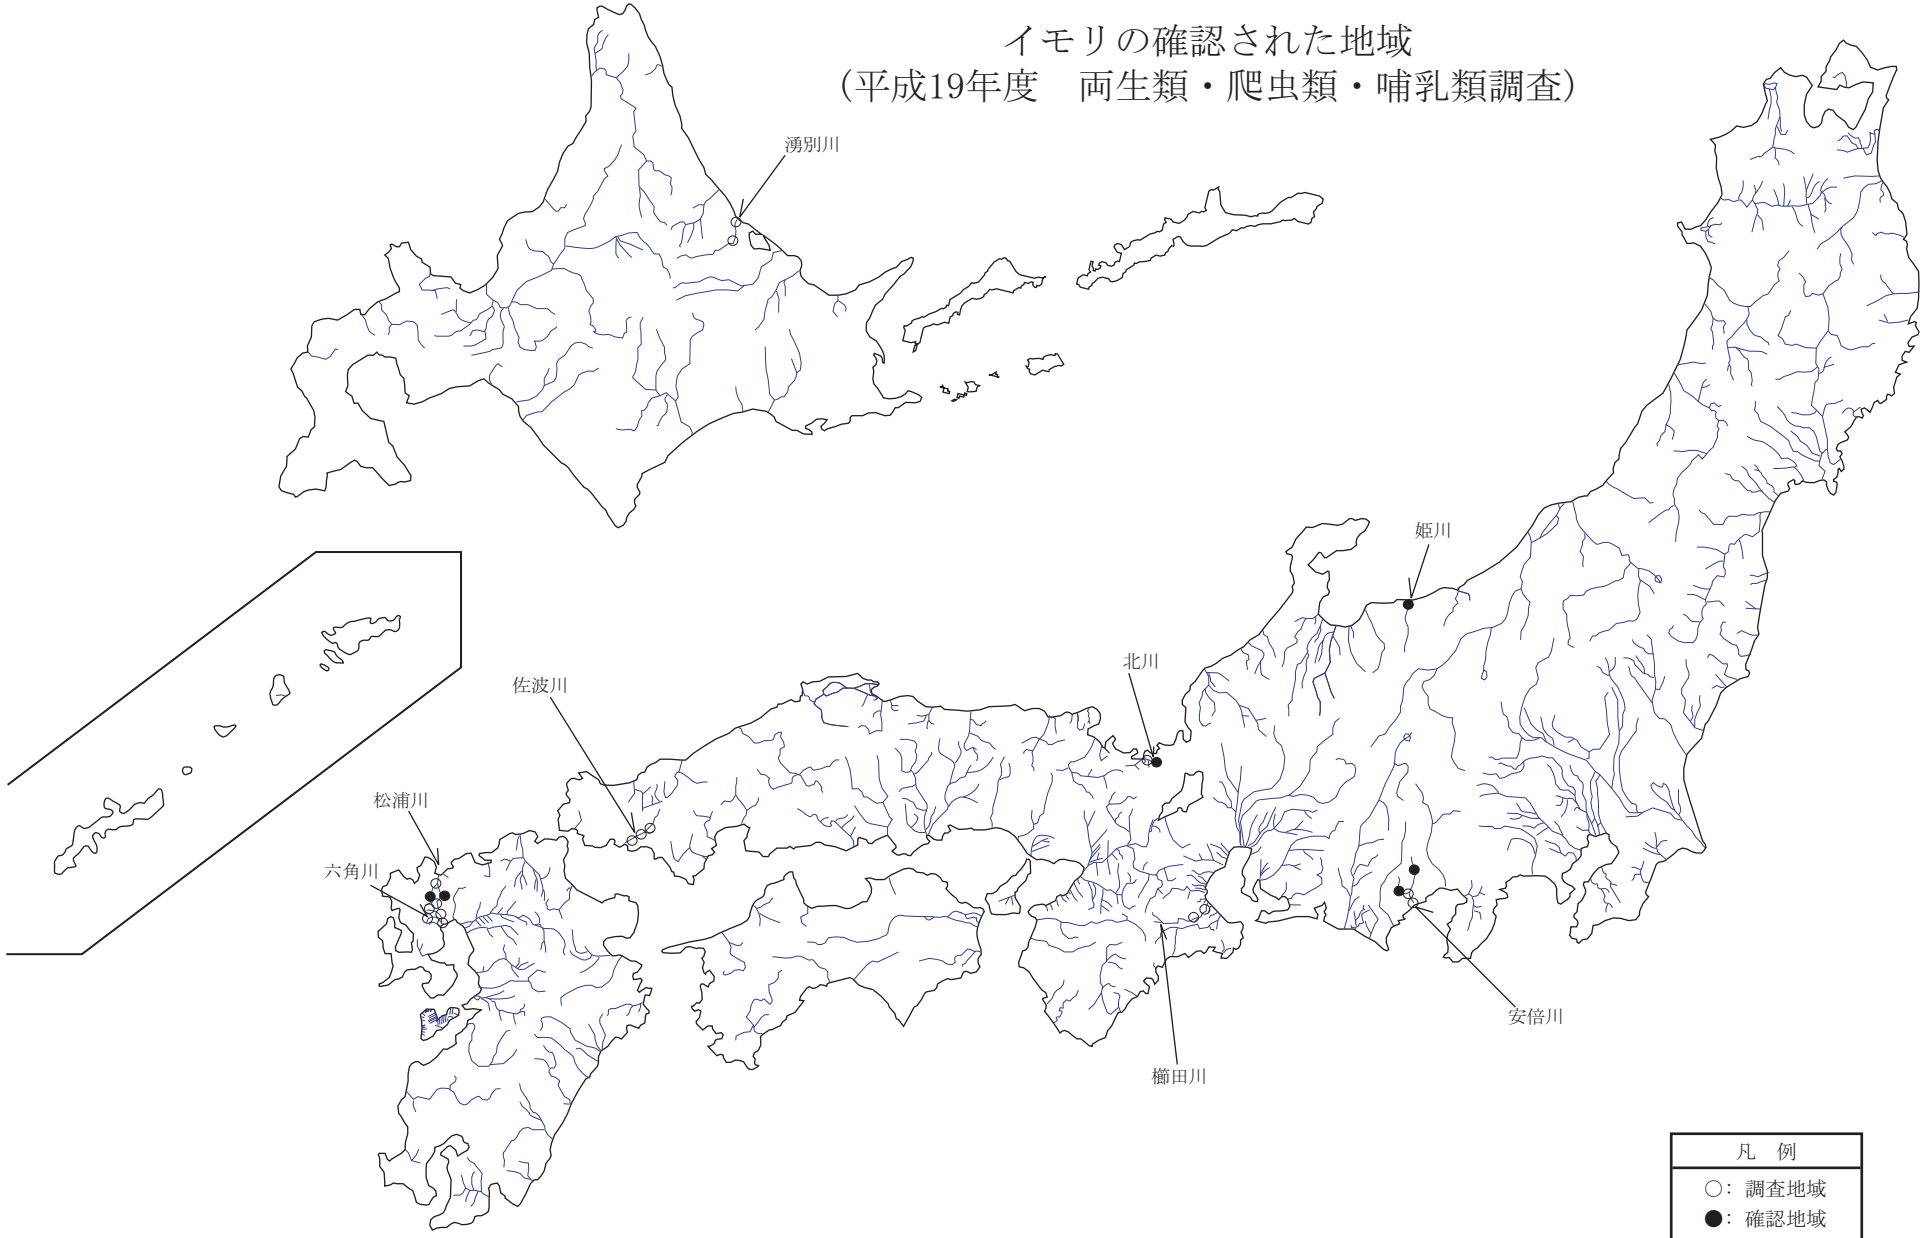 イモリの確認された地域
（平成19年度　両生類・爬虫類・哺乳類調査）
湧別川
姫川
北川
佐波川
松浦川
六角川
安倍川
櫛田川
凡　例
○：調査地域
●：確認地域